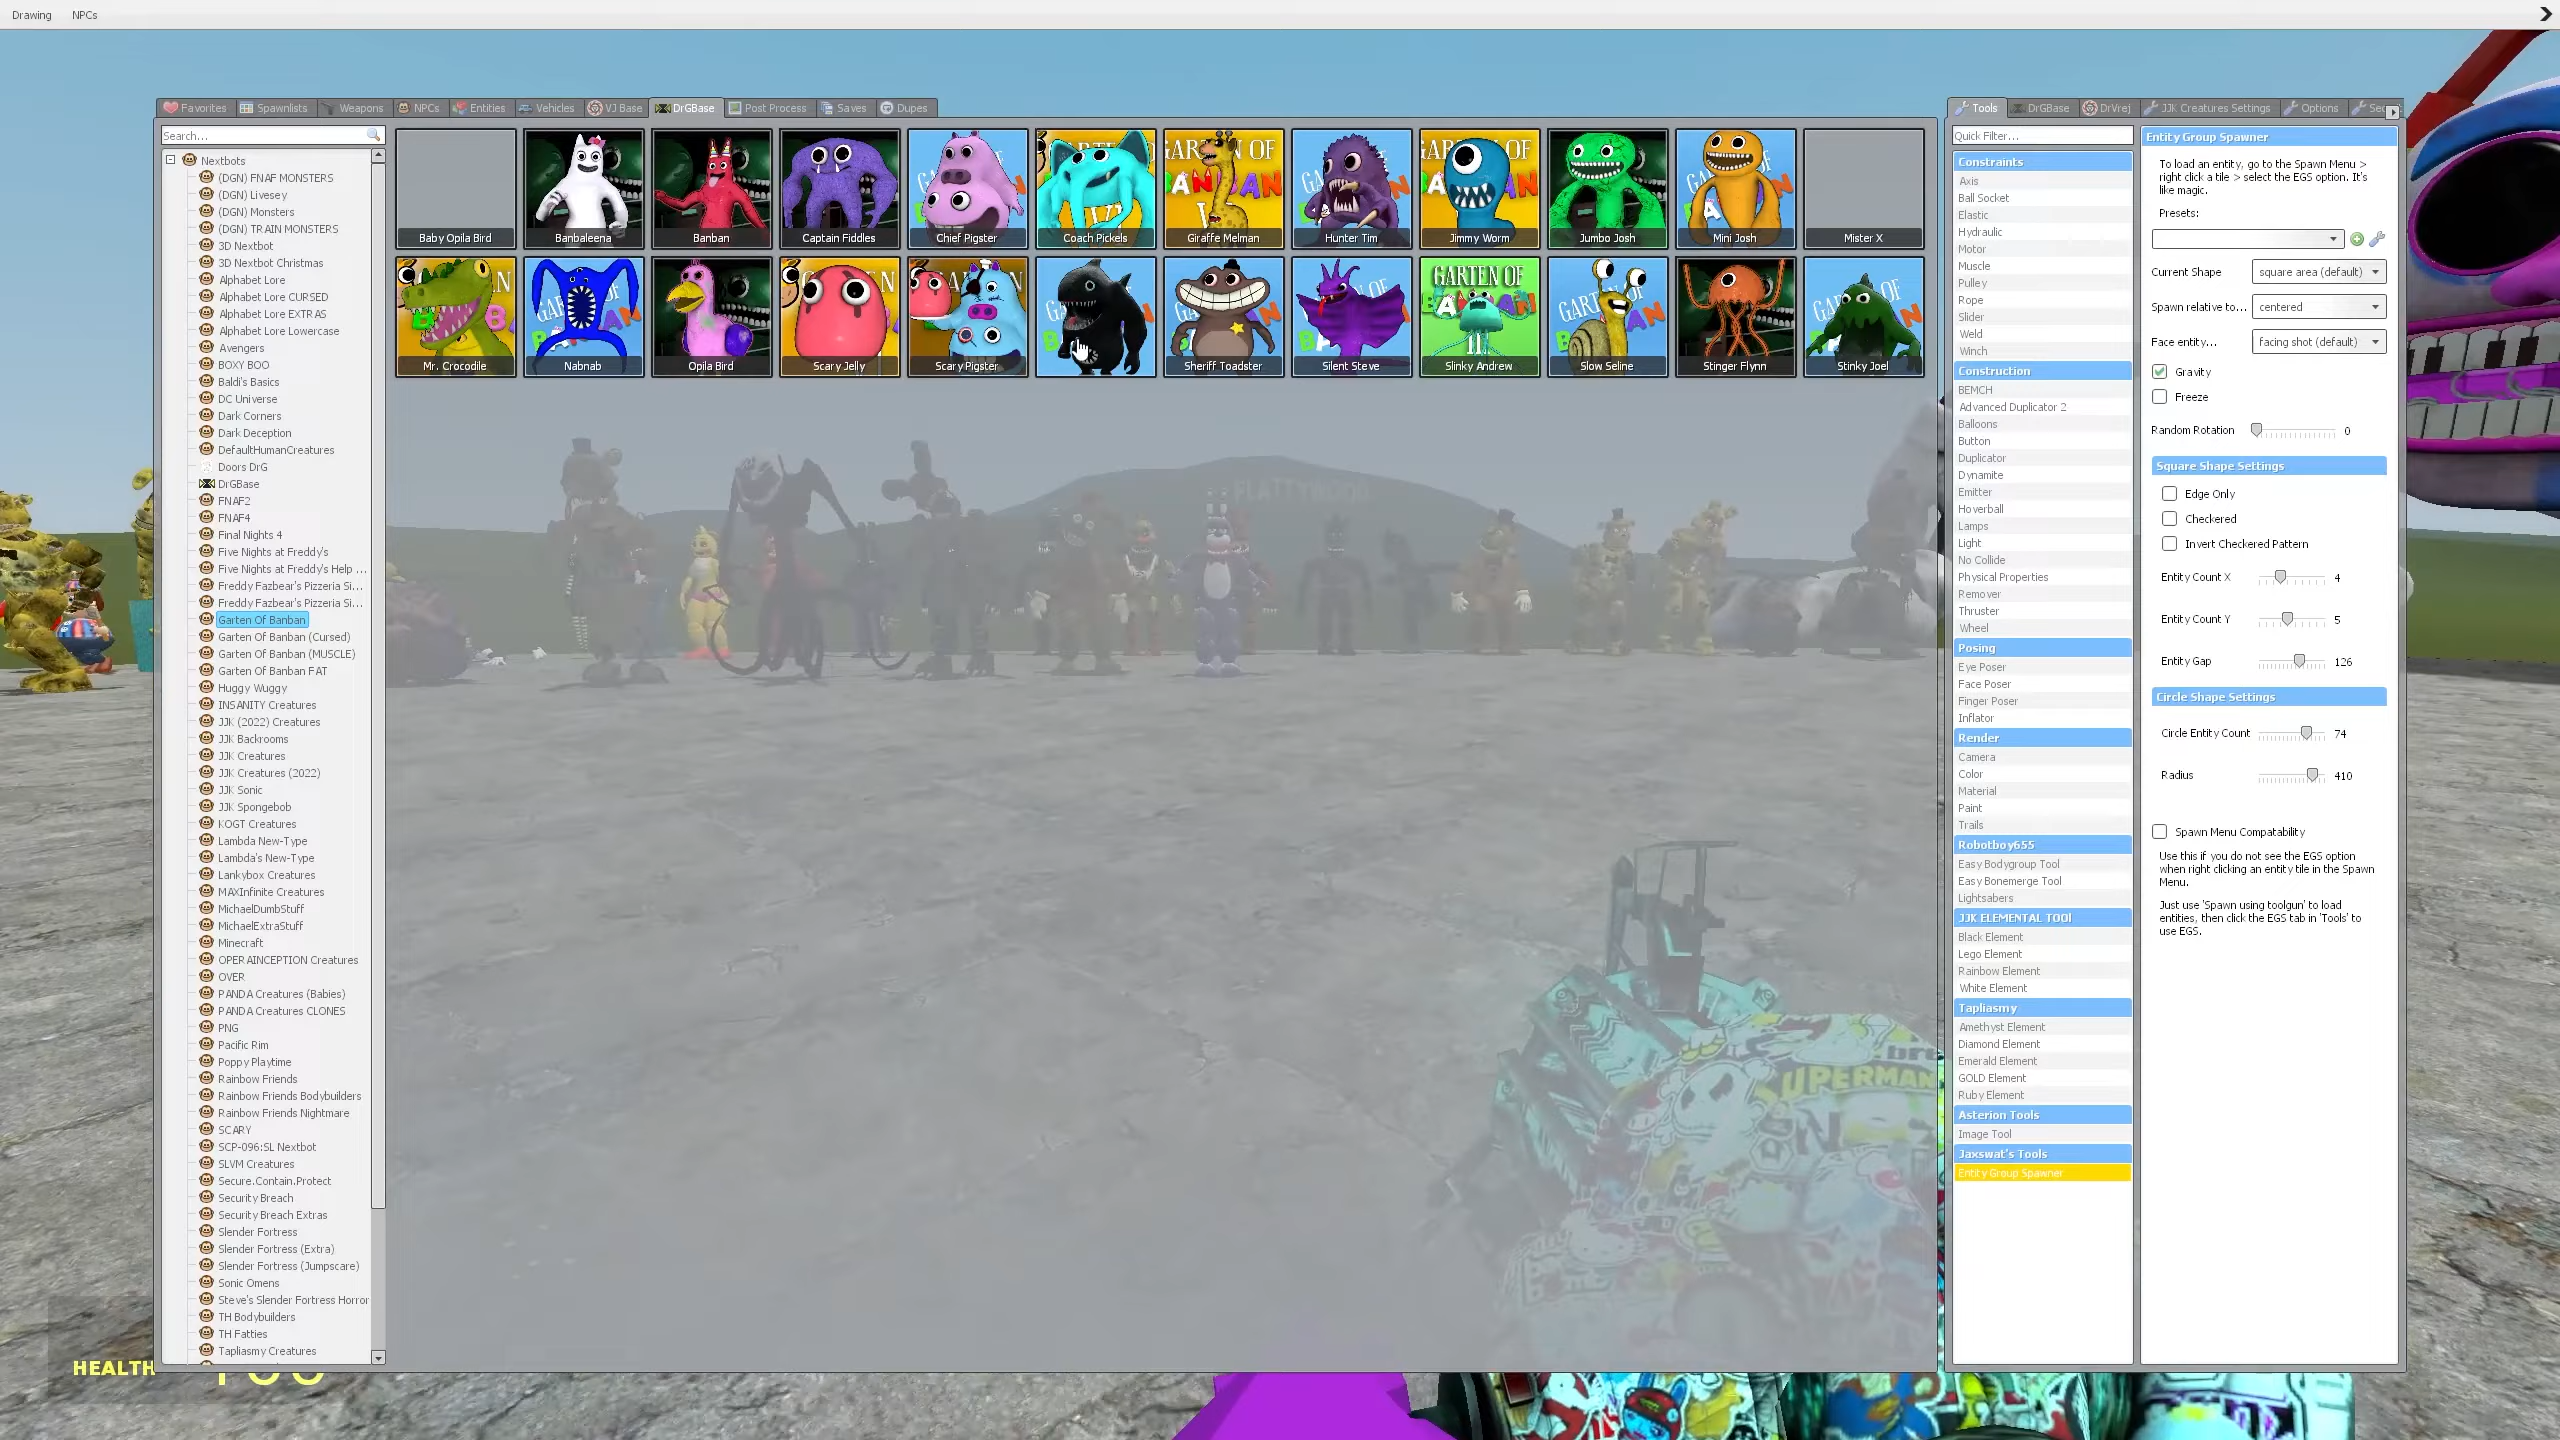 Drawing NPCs
Favorites Spawnlists Weapons NPCs Entities Vehicles VJ Base DrGBase Post Process Saves Dupes
Search...
Nextbots
(DGN) FNAF MONSTERS
(DGN) Livesey
(DGN) Monsters
(DGN) TRAIN MONSTERS
3D Nextbot
3D Nextbot Christmas
Alphabet Lore
Alphabet Lore CURSED
Alphabet Lore EXTRAS
Alphabet Lore Lowercase
Avengers
BOXY BOO
Baldi's Basics
DC Universe
Dark Corners
Dark Deception
DefaultHumanCreatures
Doors DrG
DrGBase
FNAF2
FNAF4
Final Nights 4
Five Nights at Freddy's
Five Nights at Freddy's Help ...
Freddy Fazbear's Pizzeria Si...
Freddy Fazbear's Pizzeria Si...
Garten Of Banban
Garten Of Banban (Cursed)
Garten Of Banban (MUSCLE)
Garten Of Banban FAT
Huggy Wuggy
INSANITY Creatures
JJK (2022) Creatures
JJK Backrooms
JJK Creatures
JJK Creatures (2022)
JJK Sonic
JJK Spongebob
KOGT Creatures
Lambda New-Type
Lambda's New-Type
Lankybox Creatures
MAXInfinite Creatures
MichaelDumbStuff
MichaelExtraStuff
Minecraft
OPERAINCEPTION Creatures
OVER
PANDA Creatures (Babies)
PANDA Creatures CLONES
PNG
Pacific Rim
Poppy Playtime
Rainbow Friends
Rainbow Friends Bodybuilders
Rainbow Friends Nightmare
SCARY
SCP-096:SL Nextbot
SLVM Creatures
Secure.Contain.Protect
Security Breach
Security Breach Extras
Slender Fortress
Slender Fortress (Extra)
Slender Fortress (Jumpscare)
Sonic Omens
Steve's Slender Fortress Horror
TH Bodybuilders
TH Fatties
Tapliasmy Creatures
Baby Opila Bird Banbaleena Banban Captain Fiddles Chief Pigster Coach Pickels Giraffe Melman Hunter Tim Jimmy Worm Jumbo Josh Mini Josh Mister X
Mr. Crocodile Nabnab Opila Bird Scary Jelly Scary Pigster Sheriff Toadster Silent Steve Slinky Andrew Slow Seline Stinger Flynn Stinky Joel
HEALTH
SUPERMAN
Tools DrGBase DrVrej JJK Creatures Settings Options Sec
Quick Filter...
Constraints
Axis
Ball Socket
Elastic
Hydraulic
Motor
Muscle
Pulley
Rope
Slider
Weld
Winch
Construction
BEMCH
Advanced Duplicator 2
Balloons
Button
Duplicator
Dynamite
Emitter
Hoverball
Lamps
Light
No Collide
Physical Properties
Remover
Thruster
Wheel
Posing
Eye Poser
Face Poser
Finger Poser
Inflator
Render
Camera
Color
Material
Paint
Trails
Robotboy655
Easy Bodygroup Tool
Easy Bonemerge Tool
Lightsabers
JJK ELEMENTAL TOOl
Black Element
Lego Element
Rainbow Element
White Element
Tapliasmy
Amethyst Element
Diamond Element
Emerald Element
GOLD Element
Ruby Element
Asterion Tools
Image Tool
Jaxswat's Tools
Entity Group Spawner
Entity Group Spawner
To load an entity, go to the Spawn Menu >
right click a tile > select the EGS option. It's
like magic.
Presets:
Current Shape square area (default)
Spawn relative to... centered
Face entity... facing shot (default)
Gravity
Freeze
Random Rotation 0
Square Shape Settings
Edge Only
Checkered
Invert Checkered Pattern
Entity Count X 4
Entity Count Y 5
Entity Gap 126
Circle Shape Settings
Circle Entity Count 74
Radius 410
Spawn Menu Compatability
Use this if you do not see the EGS option
when right clicking an entity tile in the Spawn
Menu.
Just use 'Spawn using toolgun' to load
entities, then click the EGS tab in 'Tools' to
use EGS.